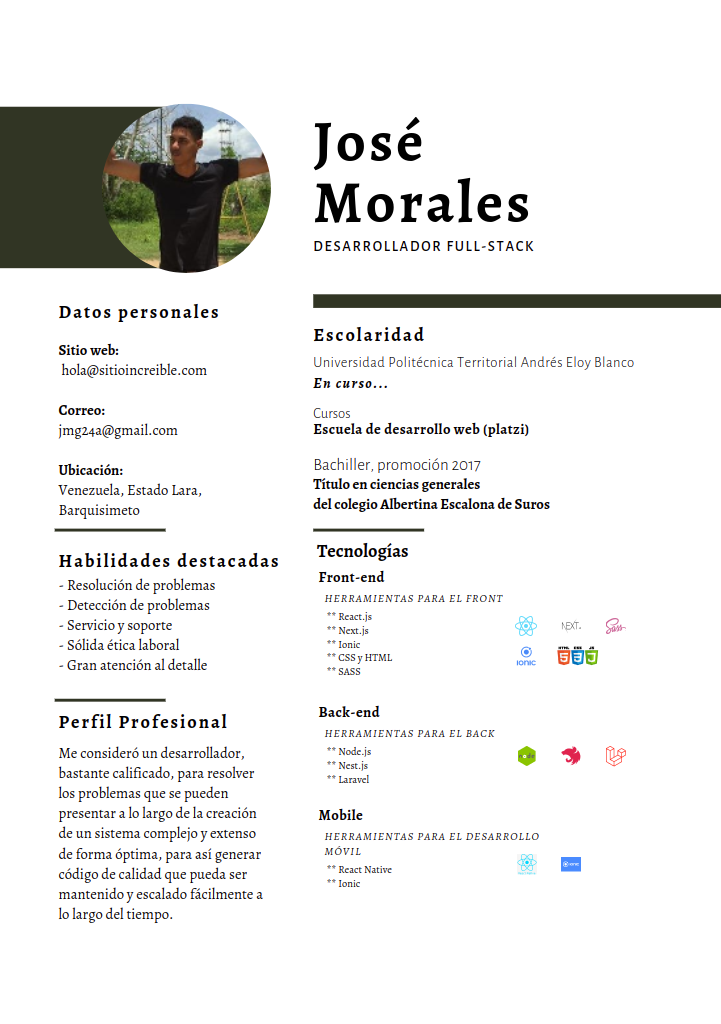 José
Morales
DESARROLLADOR FULL-STACK
Datos personales
Sitio web:
hola@sitioincreible.com
Correo:
jmg24a@gmail.com
Ubicación:
Venezuela, Estado Lara,
Barquisimeto
Habilidades destacadas
- Resolución de problemas
- Detección de problemas
- Servicio y soporte
- Sólida ética laboral
- Gran atención al detalle
Perfil Profesional
Me consideró un desarrollador,
bastante calificado, para resolver
los problemas que se pueden
presentar a lo largo de la creación
de un sistema complejo y extenso
de forma óptima, para así generar
código de calidad que pueda ser
mantenido y escalado fácilmente a
lo largo del tiempo.
Escolaridad
Universidad Politécnica Territorial Andrés Eloy Blanco
En curso...
Cursos
Escuela de desarrollo web (platzi)
Bachiller, promoción 2017
Título en ciencias generales
del colegio Albertina Escalona de Suros
Tecnologías
Front-end
HERRAMIENTAS PARA EL FRONT
** React.js
** Next.js
** Ionic
** CSS y HTML
** SASS
NEXT.
Sass
IONIC
HTML CSS JS
5 3
Back-end
HERRAMIENTAS PARA EL BACK
** Node.js
** Nest.js
** Laravel
node
Mobile
HERRAMIENTAS PARA EL DESARROLLO
MÓVIL
** React Native
** Ionic
IONIC